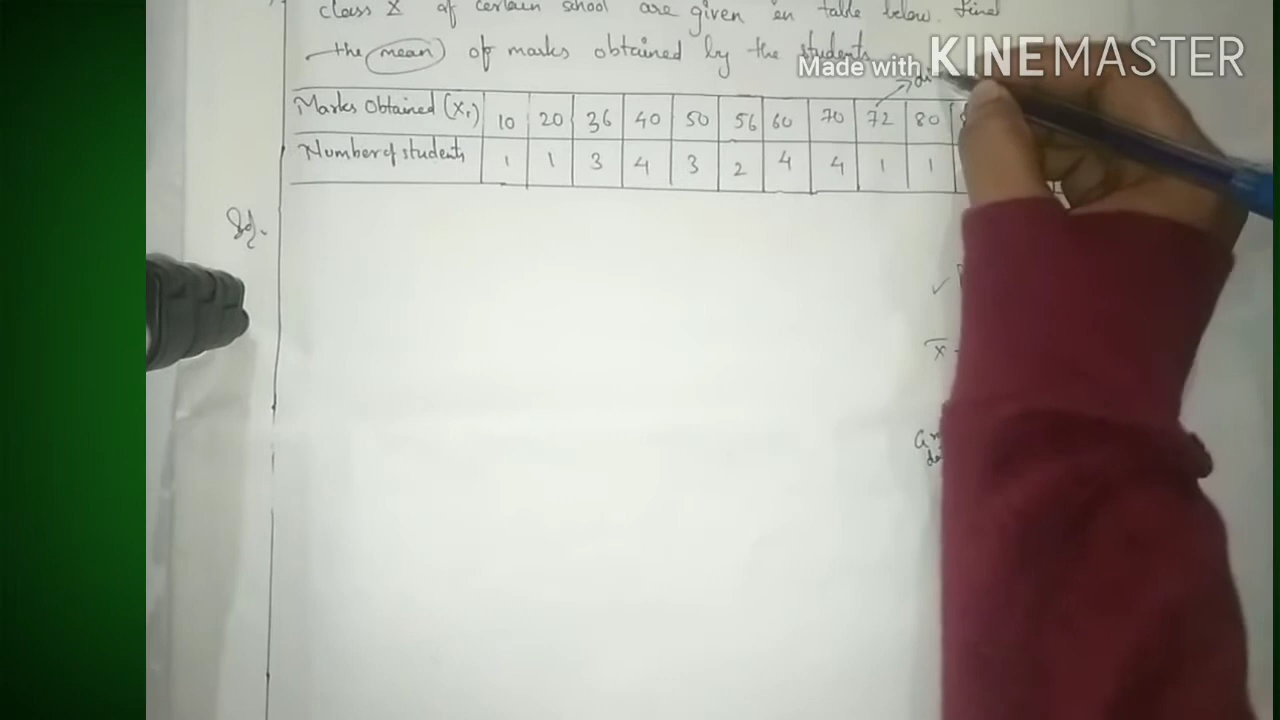 class X of certain school are given in table below. Find
the mean of marks obtained by the students
Made with KINEMASTER
Marks Obtained (Xi) 10 20 36 40 50 56 60 70 72 80
Number of students 1 1 3 4 3 2 4 4 1 1
Sol.
x̄